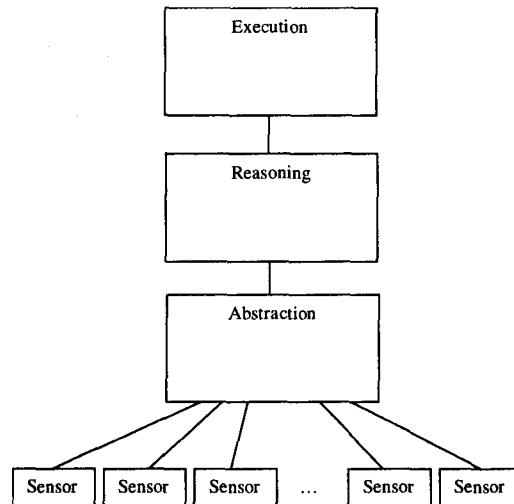 Execution
Reasoning
Abstraction
Sensor Sensor Sensor ... Sensor Sensor